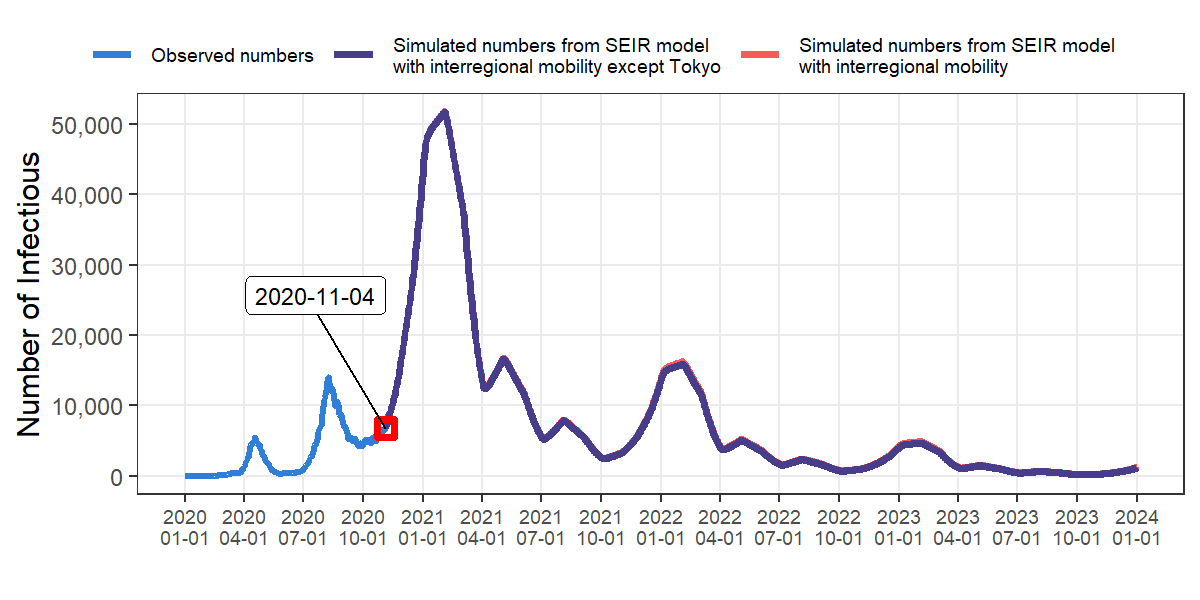 Observed numbers
Simulated numbers from SEIR model
with interregional mobility except Tokyo
Simulated numbers from SEIR model
with interregional mobility
Number of Infectious
50,000
40,000
30,000
20,000
10,000
0
2020-11-04
2020 2020 2020 2020 2021 2021 2021 2021 2022 2022 2022 2022 2023 2023 2023 2023 2024
01-01 04-01 07-01 10-01 01-01 04-01 07-01 10-01 01-01 04-01 07-01 10-01 01-01 04-01 07-01 10-01 01-01